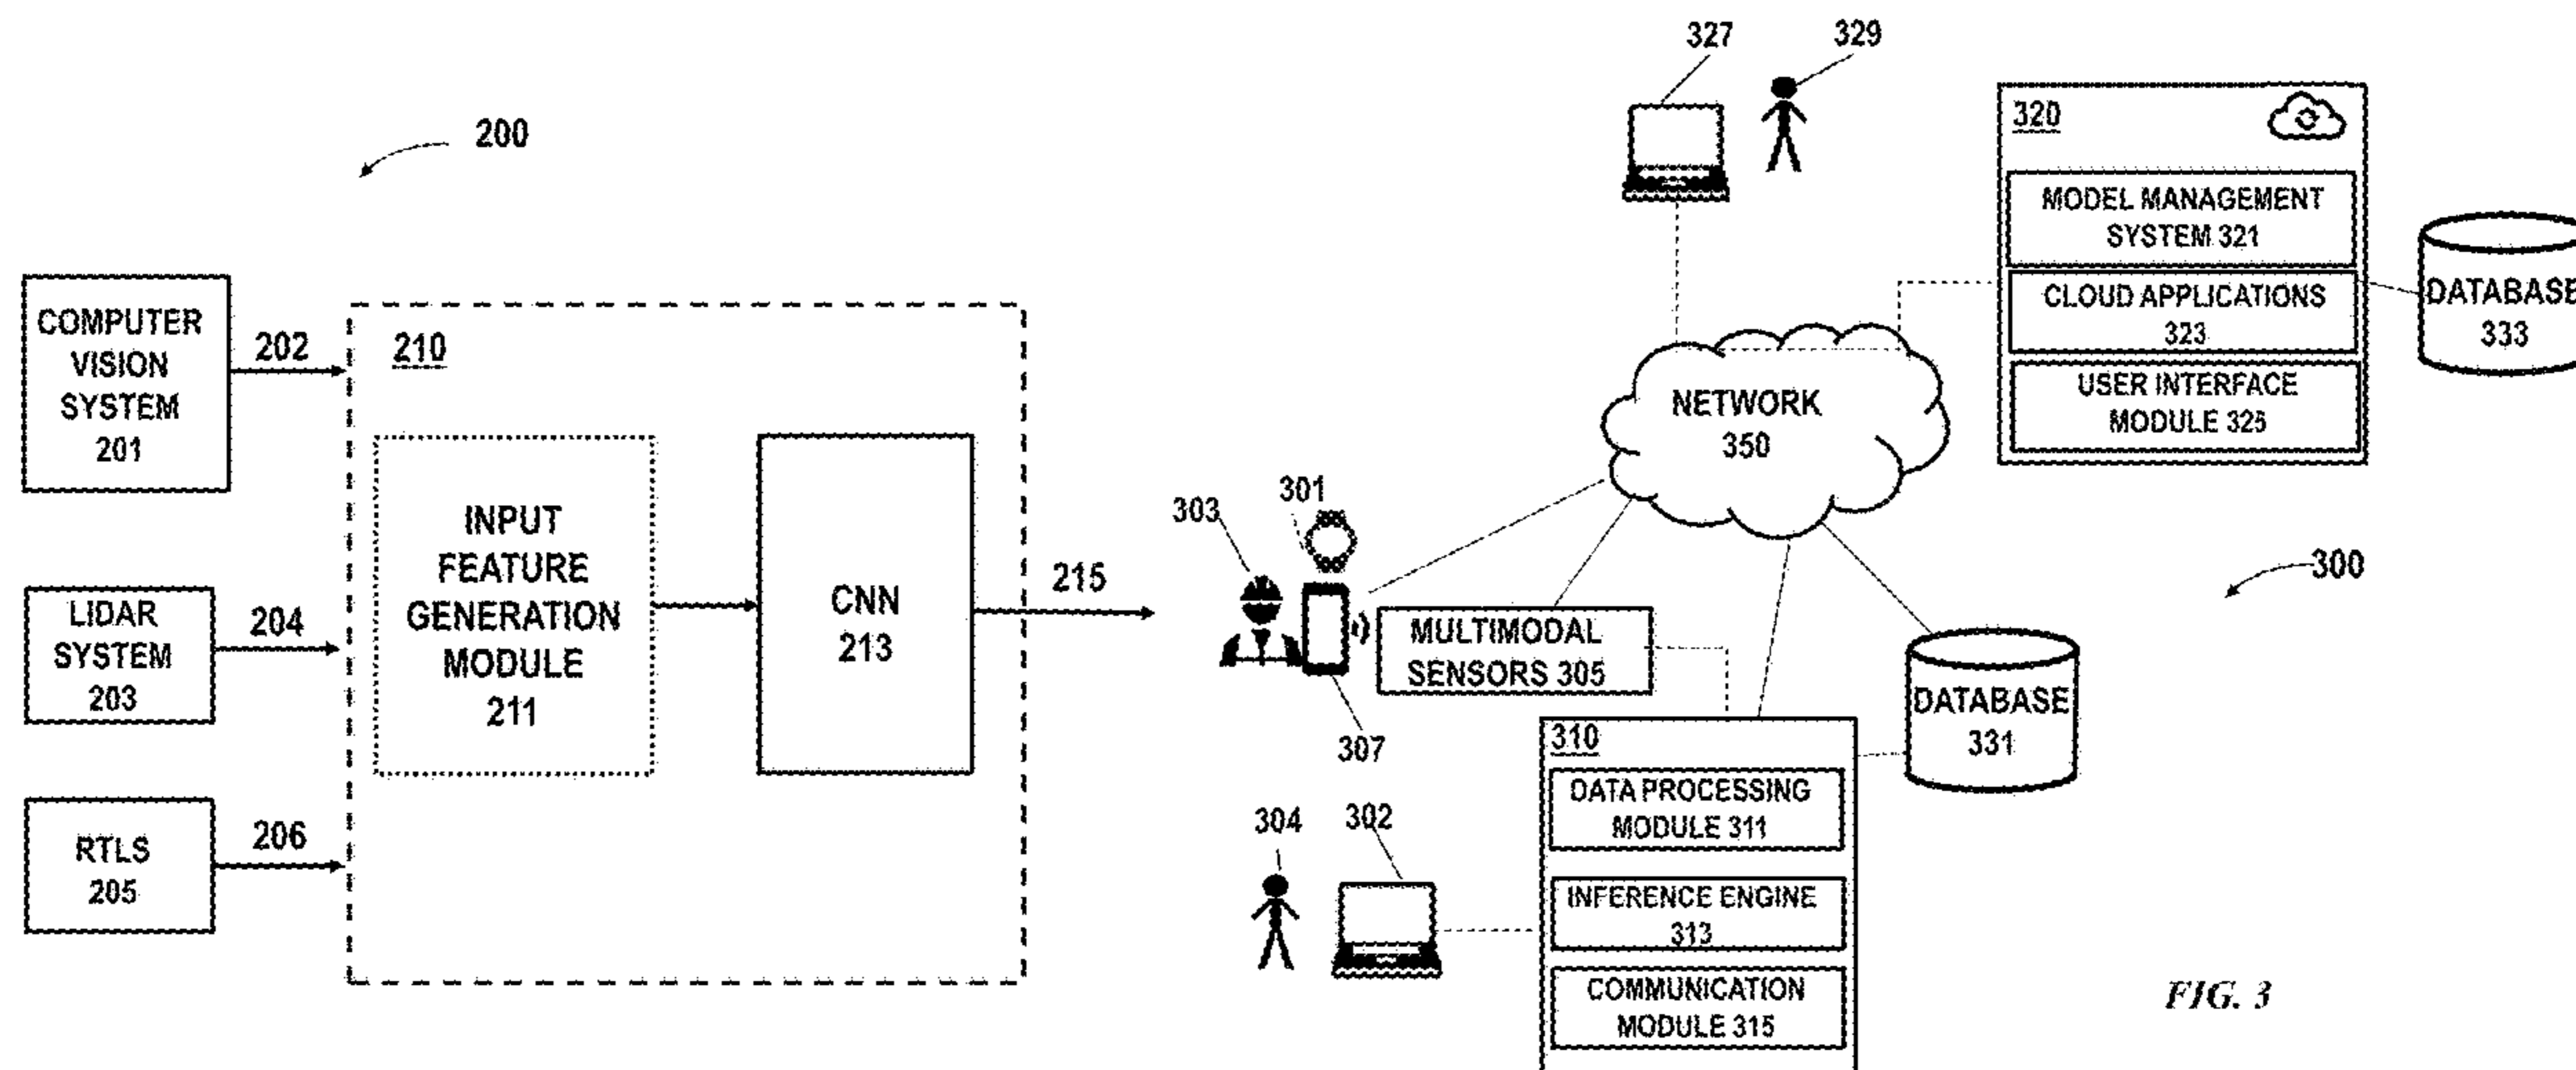 200
COMPUTER
VISION
SYSTEM
201
202
LIDAR
SYSTEM
203
204
RTLS
205
206
210
INPUT
FEATURE
GENERATION
MODULE
211
CNN
213
215
327
329
320
MODEL MANAGEMENT
SYSTEM 321
CLOUD APPLICATIONS
323
USER INTERFACE
MODULE 325
DATABASE
333
NETWORK
350
303
301
MULTIMODAL
SENSORS 305
307
300
DATABASE
331
310
DATA PROCESSING
MODULE 311
INFERENCE ENGINE
313
COMMUNICATION
MODULE 315
304
302
FIG. 3